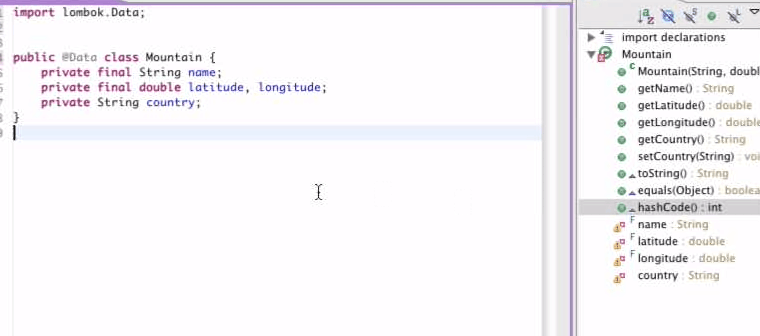 import lombok.Data;
public @Data class Mountain {
    private final String name;
    private final double latitude, longitude;
    private String country;
}
import declarations
Mountain
Mountain(String, doubl
getName() : String
getLatitude() : double
getLongitude() : double
getCountry() : String
setCountry(String) : voi
toString() : String
equals(Object) : boolea
hashCode() : int
name : String
latitude : double
longitude : double
country : String